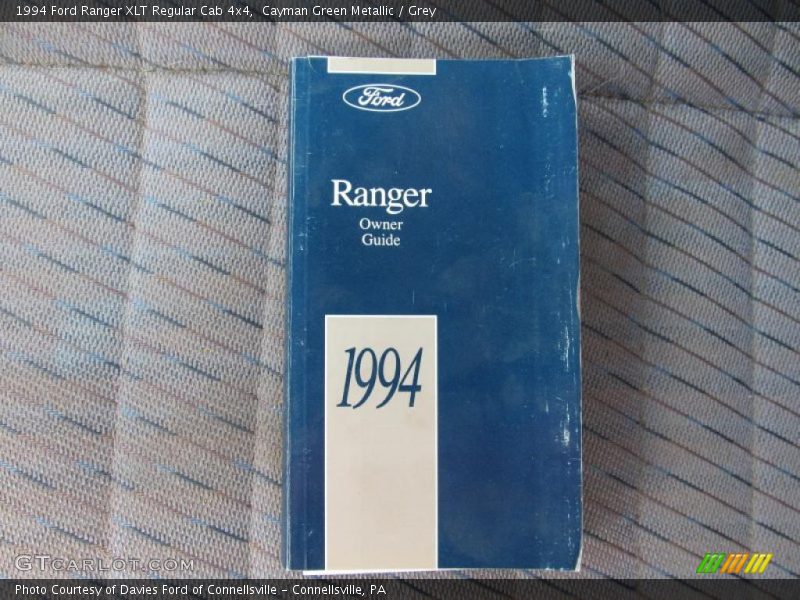 1994 Ford Ranger XLT Regular Cab 4x4,  Cayman Green Metallic / Grey
Ford
Ranger
Owner
Guide
1994
GTcarlot.com
Photo Courtesy of Davies Ford of Connellsville - Connellsville, PA